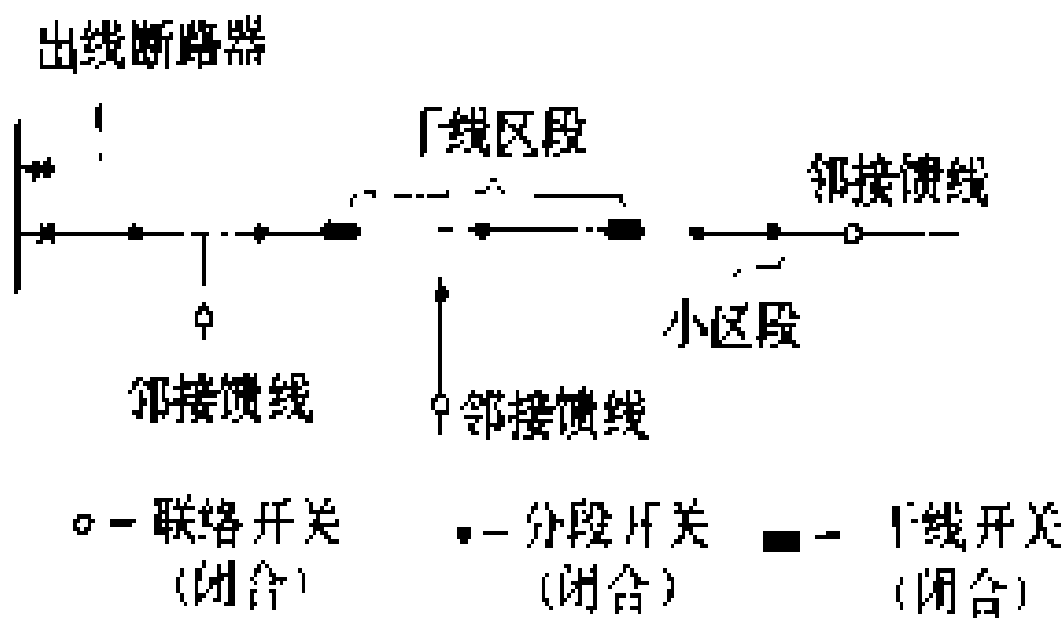 出线断路器
干线区段
邻接馈线
小区段
邻接馈线
邻接馈线
联络开关
(闭合)
分段开关
(闭合)
干线开关
(闭合)